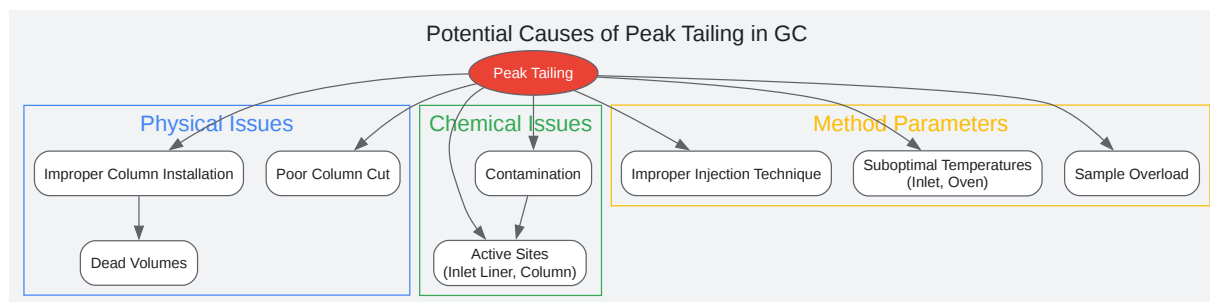 Potential Causes of Peak Tailing in GC
Peak Tailing
Physical Issues
Chemical Issues
Method Parameters
Improper Column Installation
Poor Column Cut
Contamination
Improper Injection Technique
Suboptimal Temperatures
(Inlet, Oven)
Sample Overload
Dead Volumes
Active Sites
(Inlet Liner, Column)